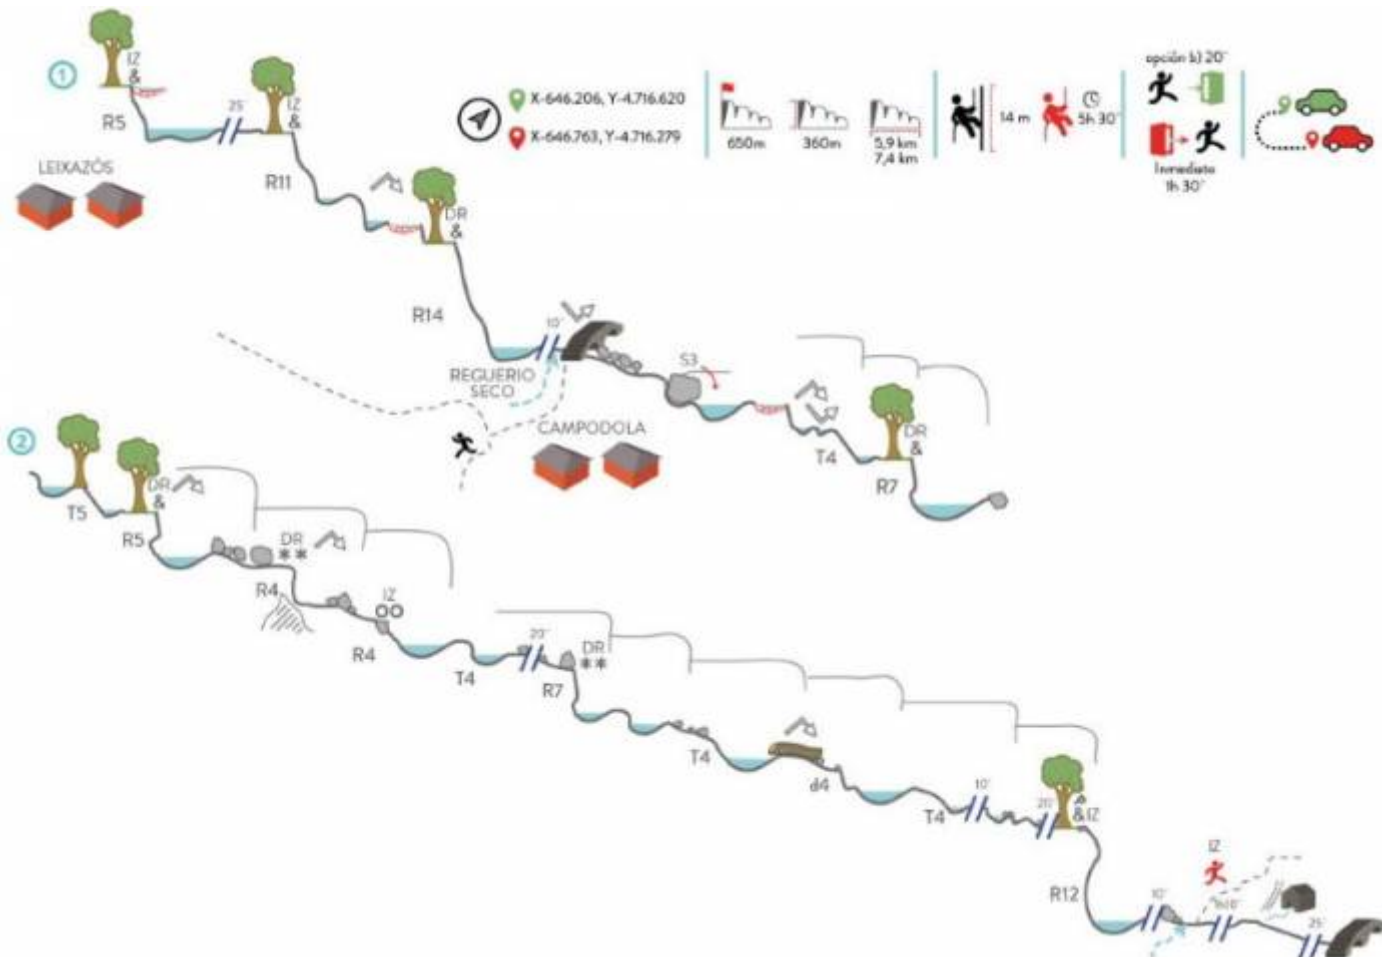 1
IZ
&
R5
25'
IZ
&
LEIXAZÓS
R11
DR
&
R14
10'
REGUERIO
SECO
CAMPODOLA
S3
T4
DR
&
R7
X-646.206, Y-4.716.620
X-646.763, Y-4.716.279
650m
360m
5,9 km
7,4 km
14 m
5h 30'
opción b) 20'
Inmediato
1h 30'
2
T5
DR
&
R5
DR
**
R4
IZ
R4
T4
20'
DR
**
R7
T4
d4
T4
10'
20'
&IZ
R12
10'
IZ
1h10'
25'